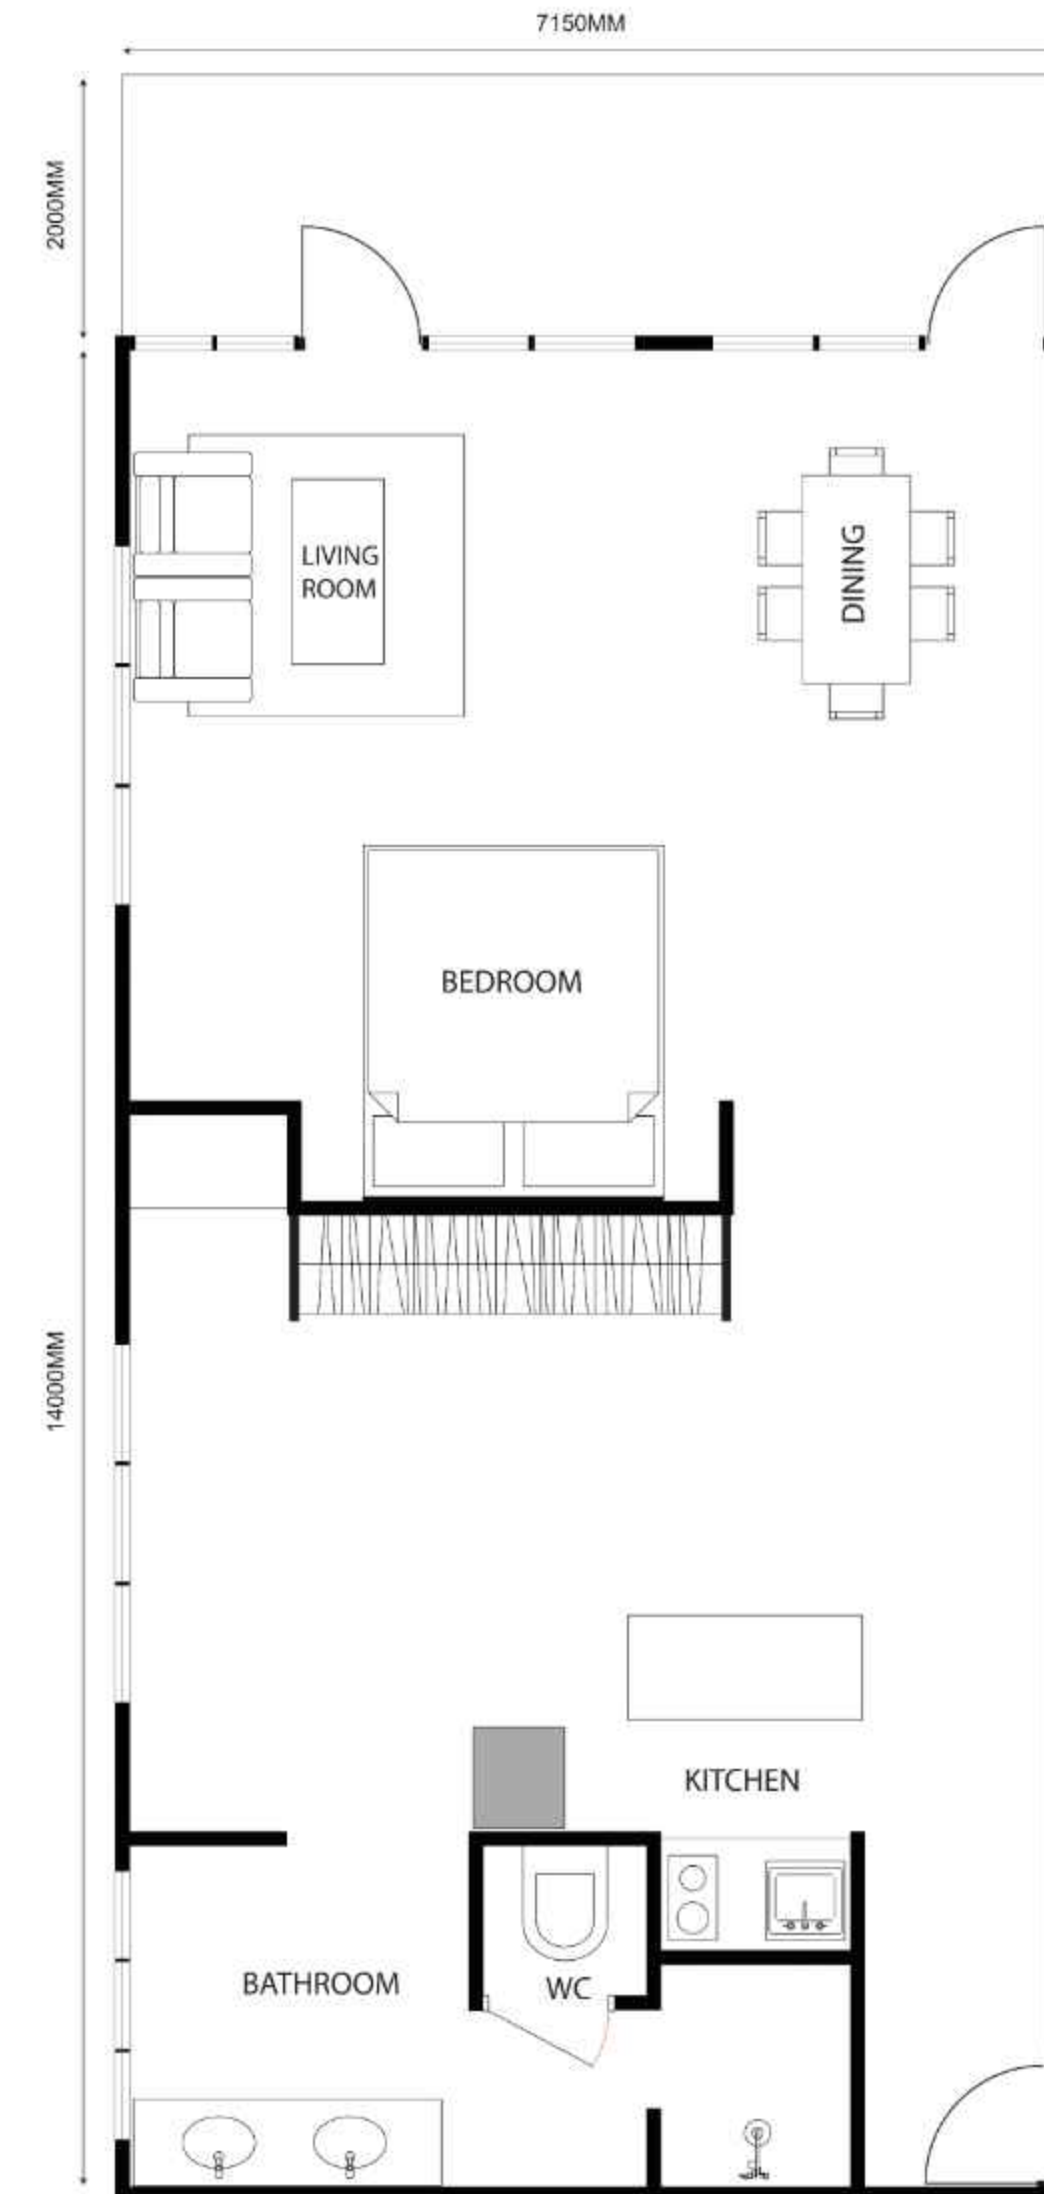 7150MM
2000MM
LIVING
ROOM
DINING
BEDROOM
14000MM
KITCHEN
BATHROOM
WC